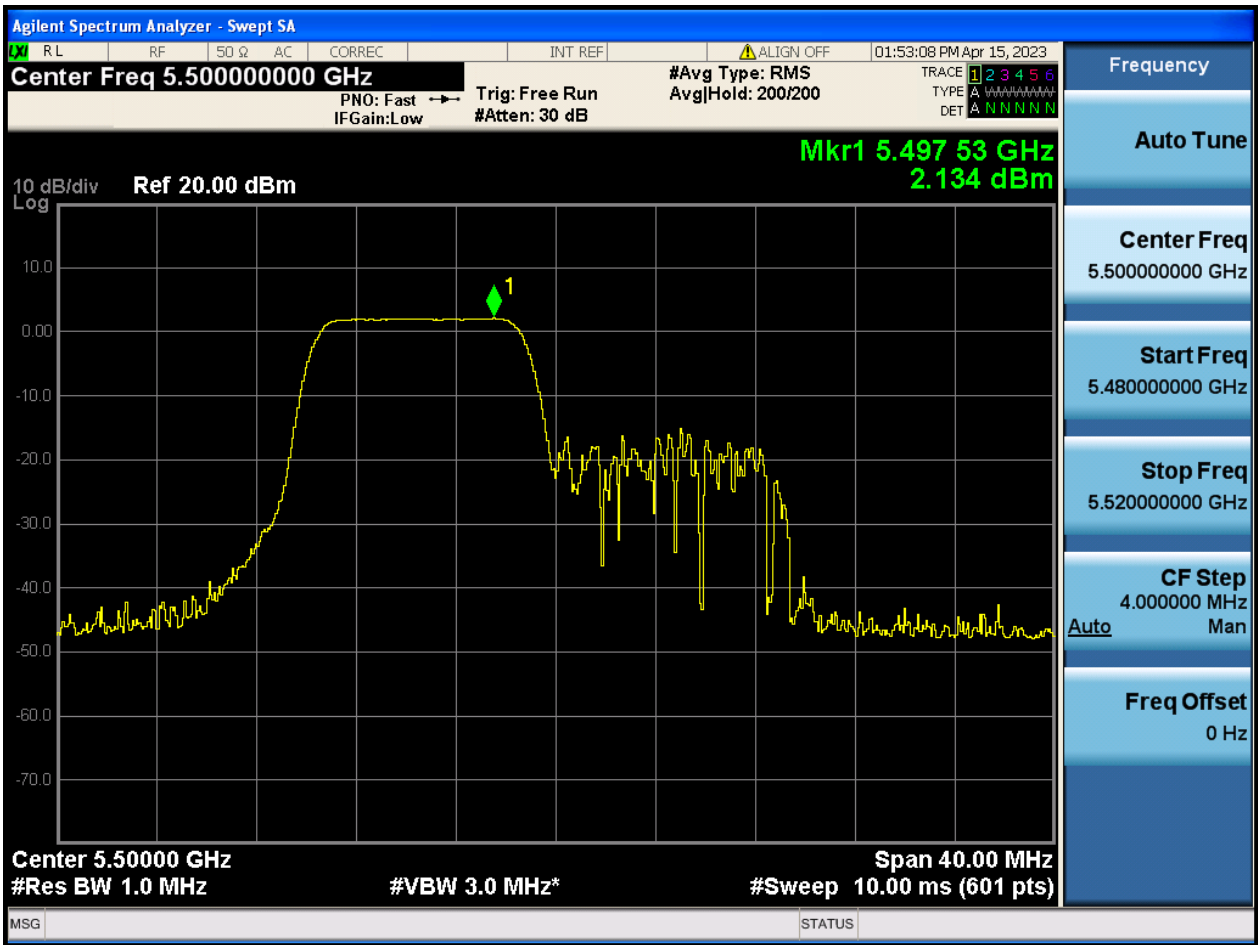 Agilent Spectrum Analyzer - Swept SA
LXI RL RF 50 Ω AC CORREC INT REF ALIGN OFF 01:53:08 PM Apr 15, 2023
Center Freq 5.500000000 GHz
PNO: Fast
IFGain:Low
Trig: Free Run
#Atten: 30 dB
#Avg Type: RMS
Avg|Hold: 200/200
TRACE 1 2 3 4 5 6
TYPE A WWWWW
DET A N N N N N
Mkr1 5.497 53 GHz
2.134 dBm
10 dB/div Ref 20.00 dBm
Log
10.0
1
0.00
-10.0
-20.0
-30.0
-40.0
-50.0
-60.0
-70.0
Center 5.50000 GHz Span 40.00 MHz
#Res BW 1.0 MHz #VBW 3.0 MHz* #Sweep 10.00 ms (601 pts)
MSG STATUS
Frequency
Auto Tune
Center Freq
5.500000000 GHz
Start Freq
5.480000000 GHz
Stop Freq
5.520000000 GHz
CF Step
4.000000 MHz
Auto Man
Freq Offset
0 Hz